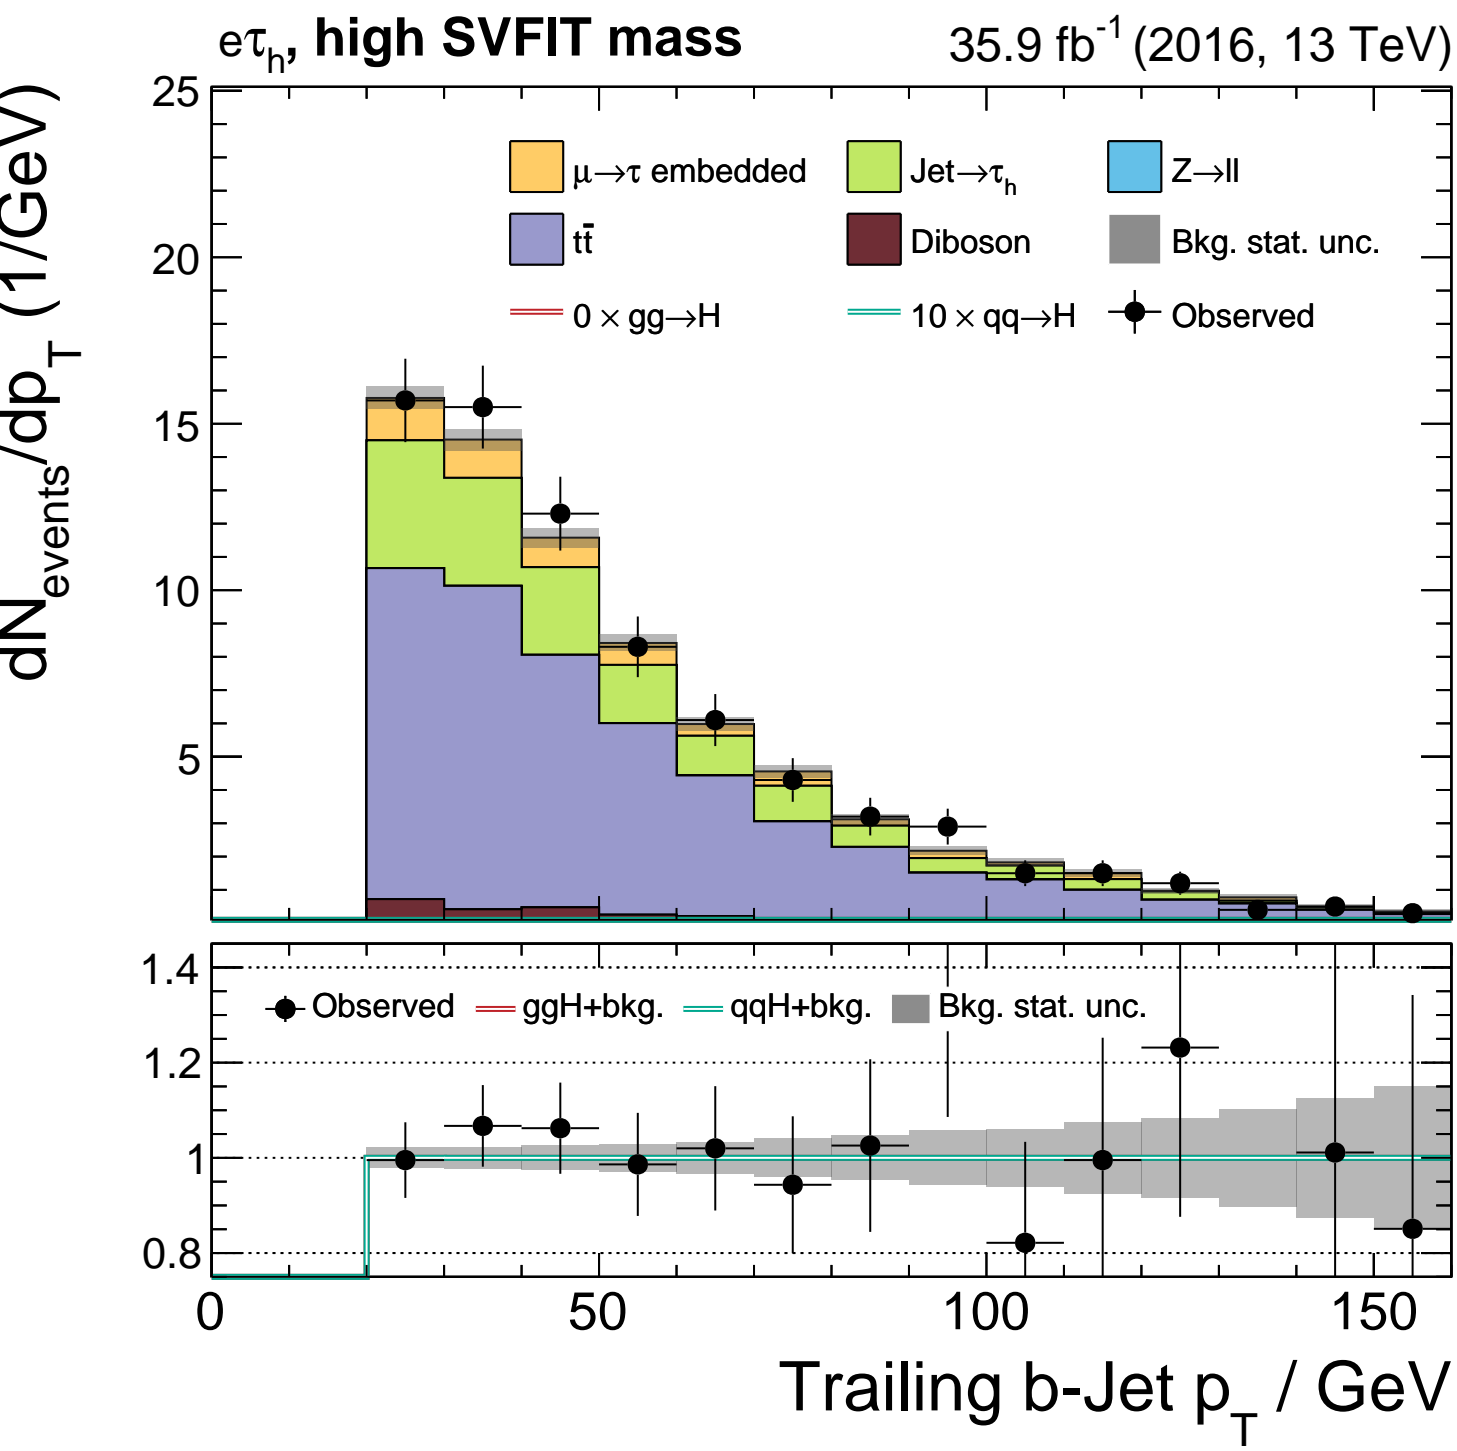 eτh, high SVFIT mass 35.9 fb-1 (2016, 13 TeV)
dNevents/dpT (1/GeV)
25
20
15
10
5
μ→τ embedded Jet→τh Z→ll
tt̄ Diboson Bkg. stat. unc.
0 × gg→H 10 × qq→H Observed
1.4
1.2
1
0.8
Observed ggH+bkg. qqH+bkg. Bkg. stat. unc.
0 50 100 150
Trailing b-Jet pT / GeV